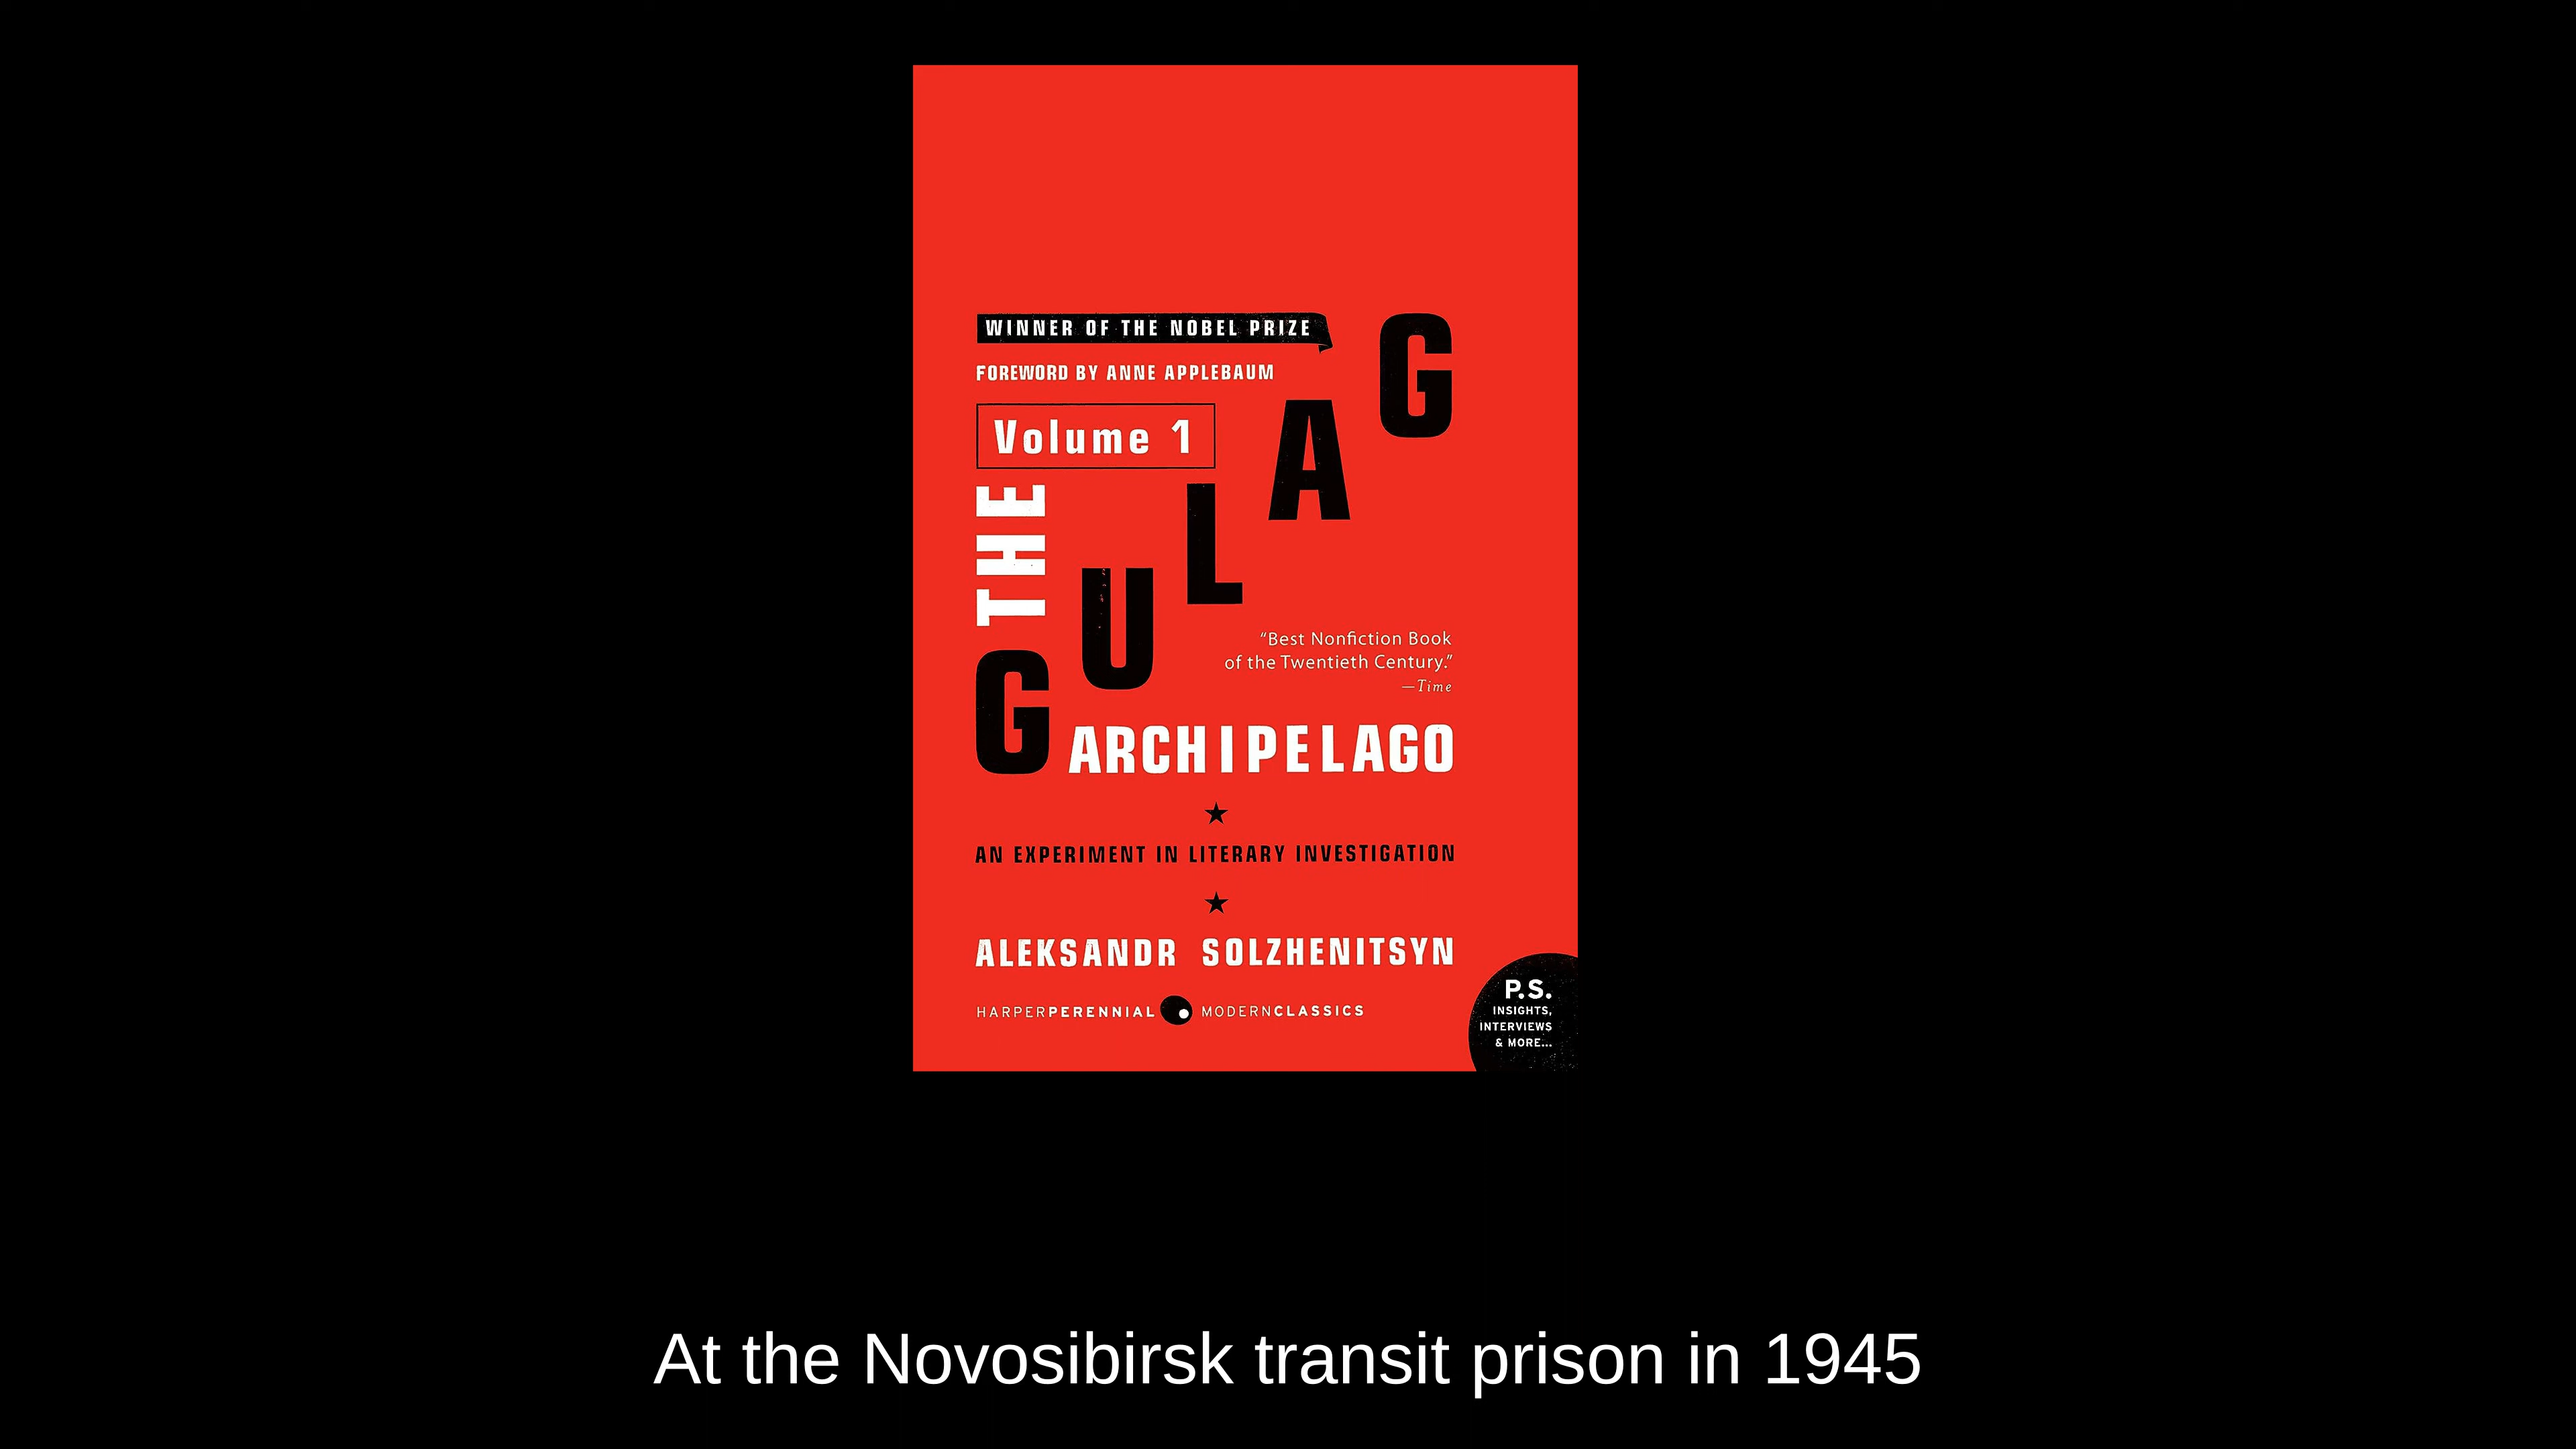 WINNER OF THE NOBEL PRIZE
FOREWORD BY ANNE APPLEBAUM
Volume 1
THE
GULAG
“Best Nonfiction Book
of the Twentieth Century.”
—Time
ARCHIPELAGO
AN EXPERIMENT IN LITERARY INVESTIGATION
ALEKSANDR SOLZHENITSYN
HARPERPERENNIAL MODERNCLASSICS
P.S.
INSIGHTS,
INTERVIEWS
& MORE...
At the Novosibirsk transit prison in 1945